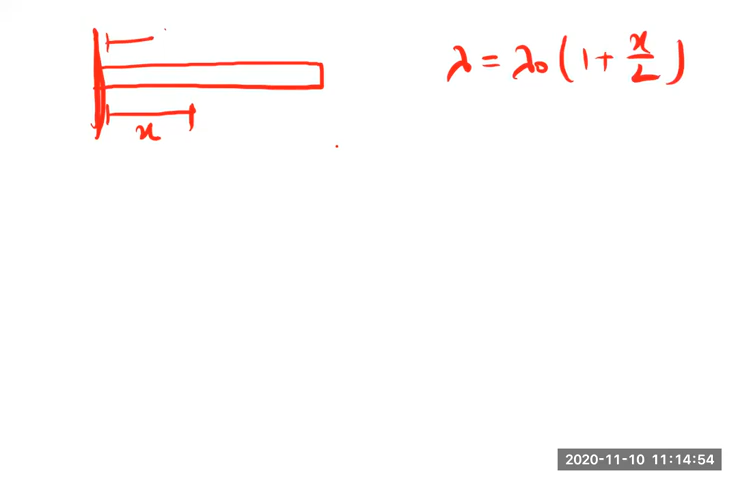 λ = λ₀ (1 + x/L)
x
2020-11-10 11:14:54